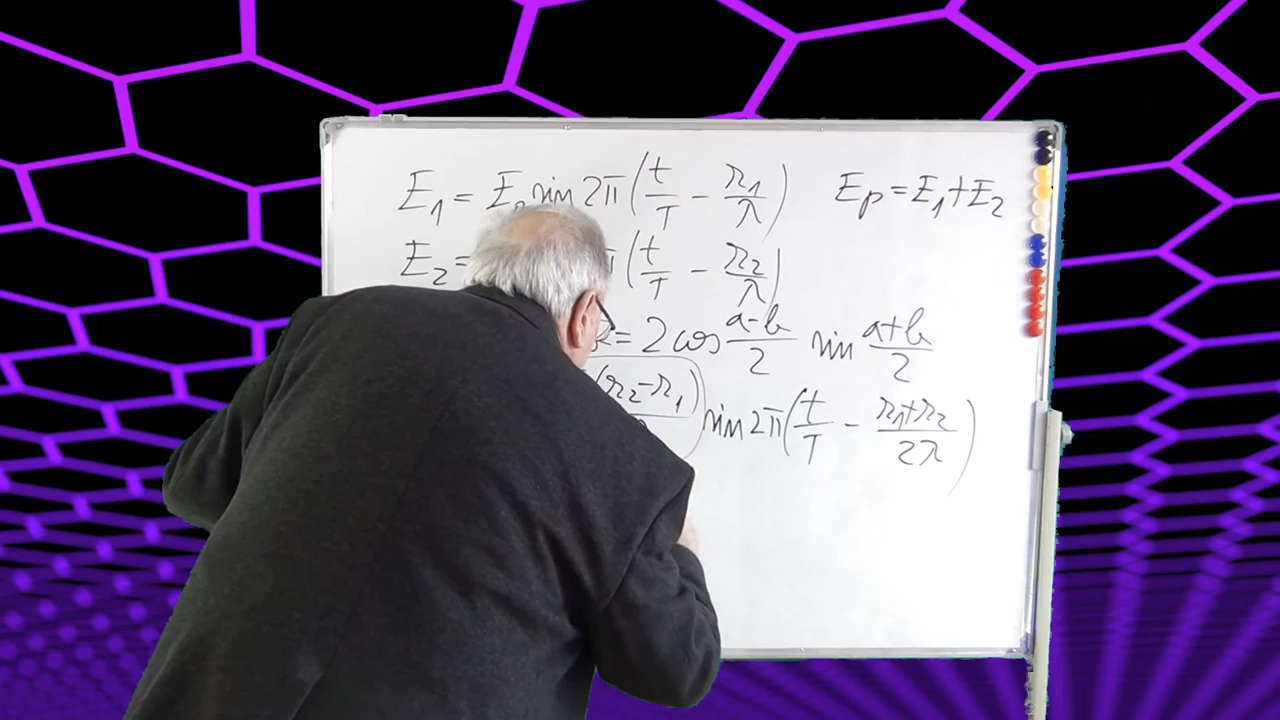 E₁ = E₀ sin 2π (t/T − r₁/λ) Eₚ = E₁ + E₂
E₂ = π (t/T − r₂/λ)
= 2 cos (a−b)/2 sin (a+b)/2
(r₂−r₁) sin 2π (t/T − (r₁+r₂)/2λ)